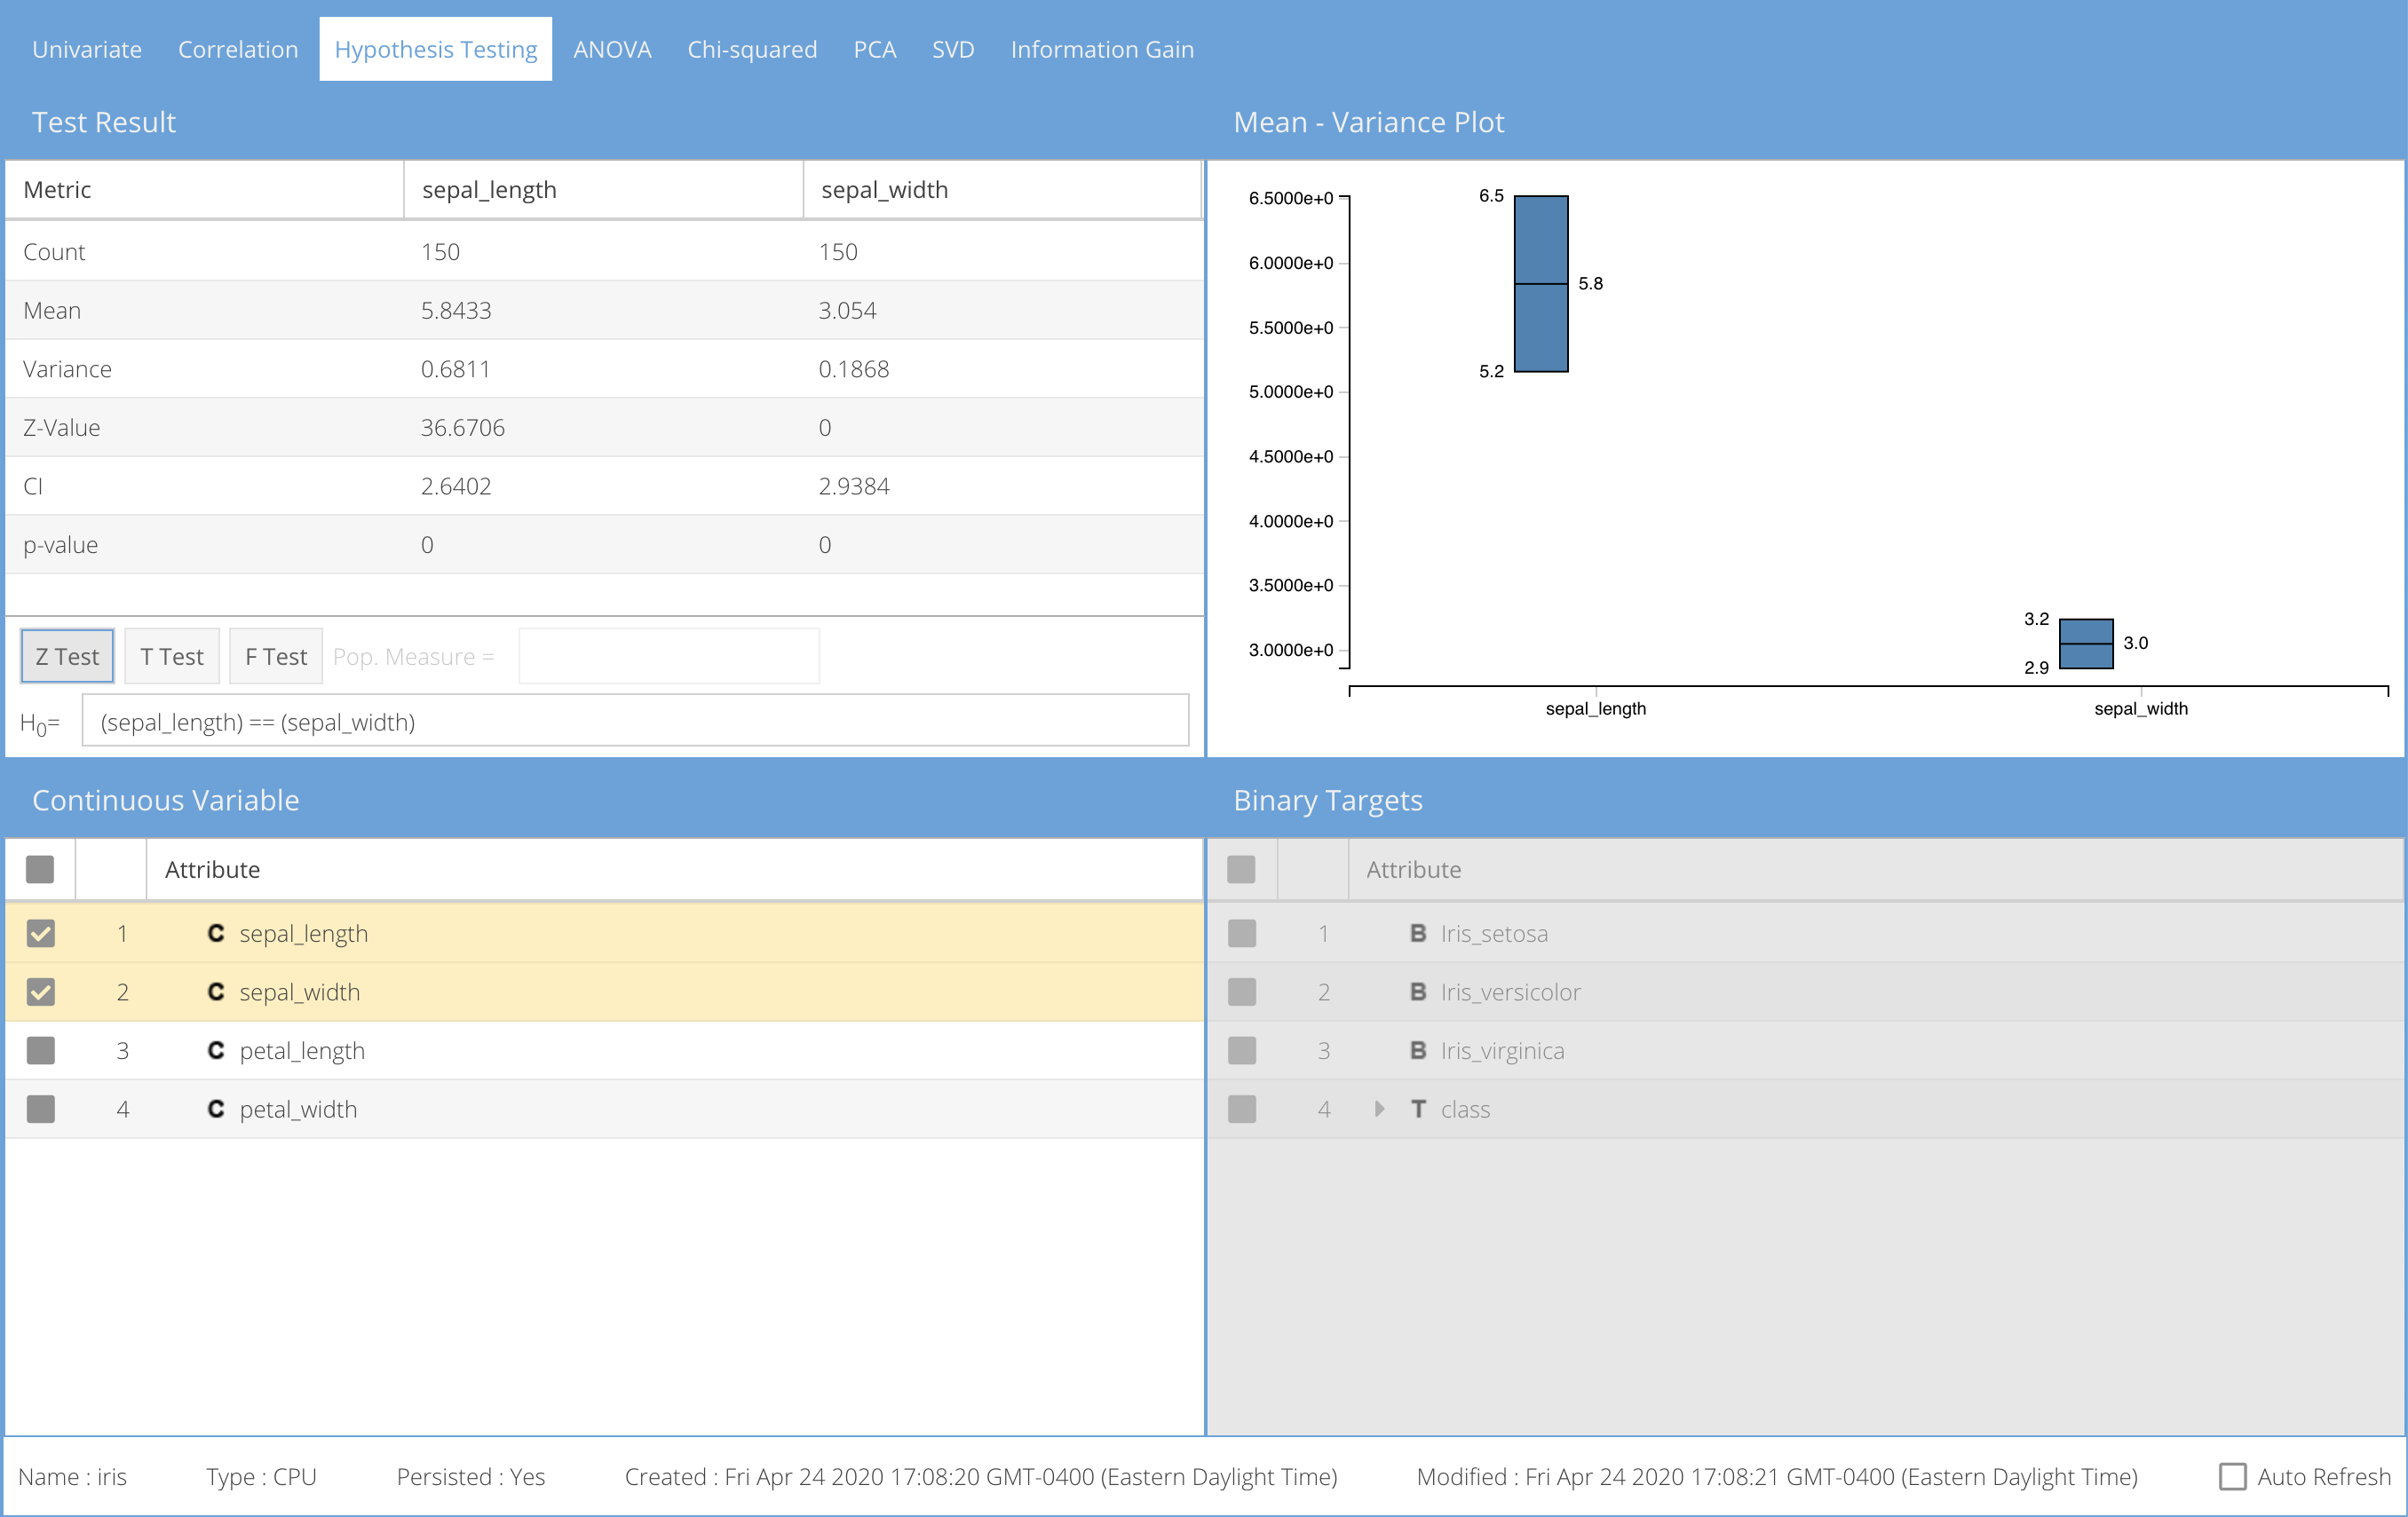 Univariate Correlation Hypothesis Testing ANOVA Chi-squared PCA SVD Information Gain
Test Result
Metric sepal_length sepal_width
Count 150 150
Mean 5.8433 3.054
Variance 0.6811 0.1868
Z-Value 36.6706 0
CI 2.6402 2.9384
p-value 0 0
Z Test T Test F Test Pop. Measure =
H0= (sepal_length) == (sepal_width)
Mean - Variance Plot
6.5000e+0
6.0000e+0
5.5000e+0
5.0000e+0
4.5000e+0
4.0000e+0
3.5000e+0
3.0000e+0
6.5
5.8
5.2
3.2
3.0
2.9
sepal_length sepal_width
Continuous Variable
Attribute
1 C sepal_length
2 C sepal_width
3 C petal_length
4 C petal_width
Binary Targets
Attribute
1 B Iris_setosa
2 B Iris_versicolor
3 B Iris_virginica
4 T class
Name : iris Type : CPU Persisted : Yes Created : Fri Apr 24 2020 17:08:20 GMT-0400 (Eastern Daylight Time) Modified : Fri Apr 24 2020 17:08:21 GMT-0400 (Eastern Daylight Time) Auto Refresh